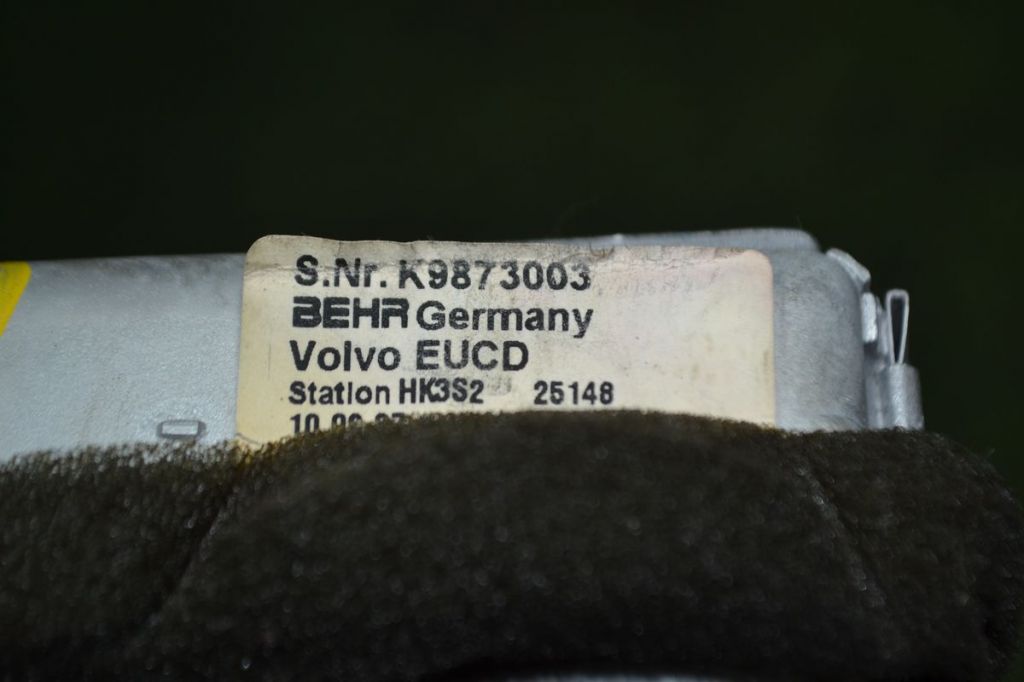 S.Nr. K9873003
BEHR Germany
Volvo EUCD
Station HK3S2 25148